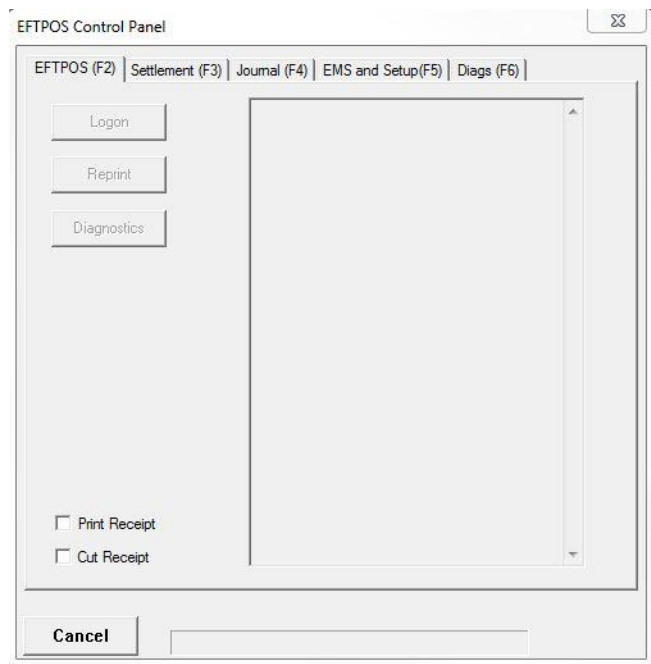 EFTPOS Control Panel
EFTPOS (F2) Settlement (F3) Journal (F4) EMS and Setup(F5) Diags (F6)
Logon
Reprint
Diagnostics
Print Receipt
Cut Receipt
Cancel